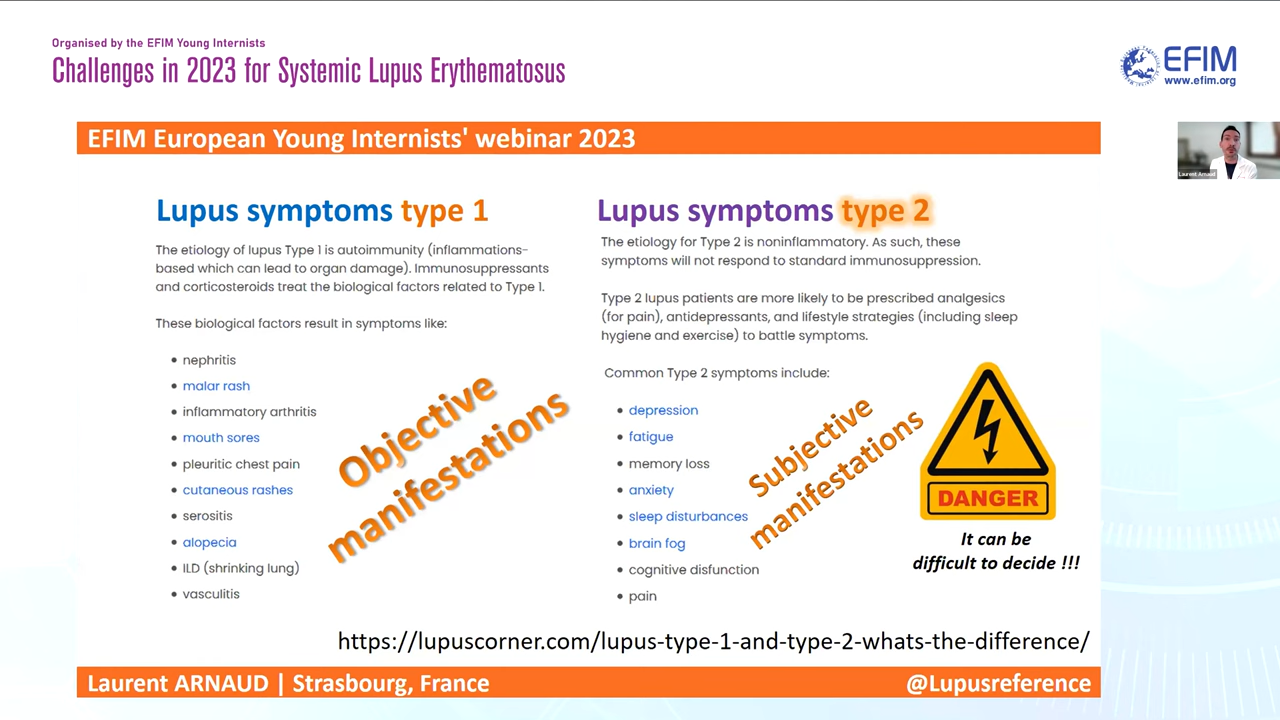 Organised by the EFIM Young Internists
Challenges in 2023 for Systemic Lupus Erythematosus
EFIM
www.efim.org
EFIM European Young Internists' webinar 2023
Laurent Arnaud
Lupus symptoms type 1
The etiology of lupus Type 1 is autoimmunity (inflammations-
based which can lead to organ damage). Immunosuppressants
and corticosteroids treat the biological factors related to Type 1.
These biological factors result in symptoms like:
• nephritis
• malar rash
• inflammatory arthritis
• mouth sores
• pleuritic chest pain
• cutaneous rashes
• serositis
• alopecia
• ILD (shrinking lung)
• vasculitis
Objective
manifestations
Lupus symptoms type 2
The etiology for Type 2 is noninflammatory. As such, these
symptoms will not respond to standard immunosuppression.
Type 2 lupus patients are more likely to be prescribed analgesics
(for pain), antidepressants, and lifestyle strategies (including sleep
hygiene and exercise) to battle symptoms.
Common Type 2 symptoms include:
• depression
• fatigue
• memory loss
• anxiety
• sleep disturbances
• brain fog
• cognitive disfunction
• pain
Subjective
manifestations
DANGER
It can be
difficult to decide !!!
https://lupuscorner.com/lupus-type-1-and-type-2-whats-the-difference/
Laurent ARNAUD | Strasbourg, France
@Lupusreference